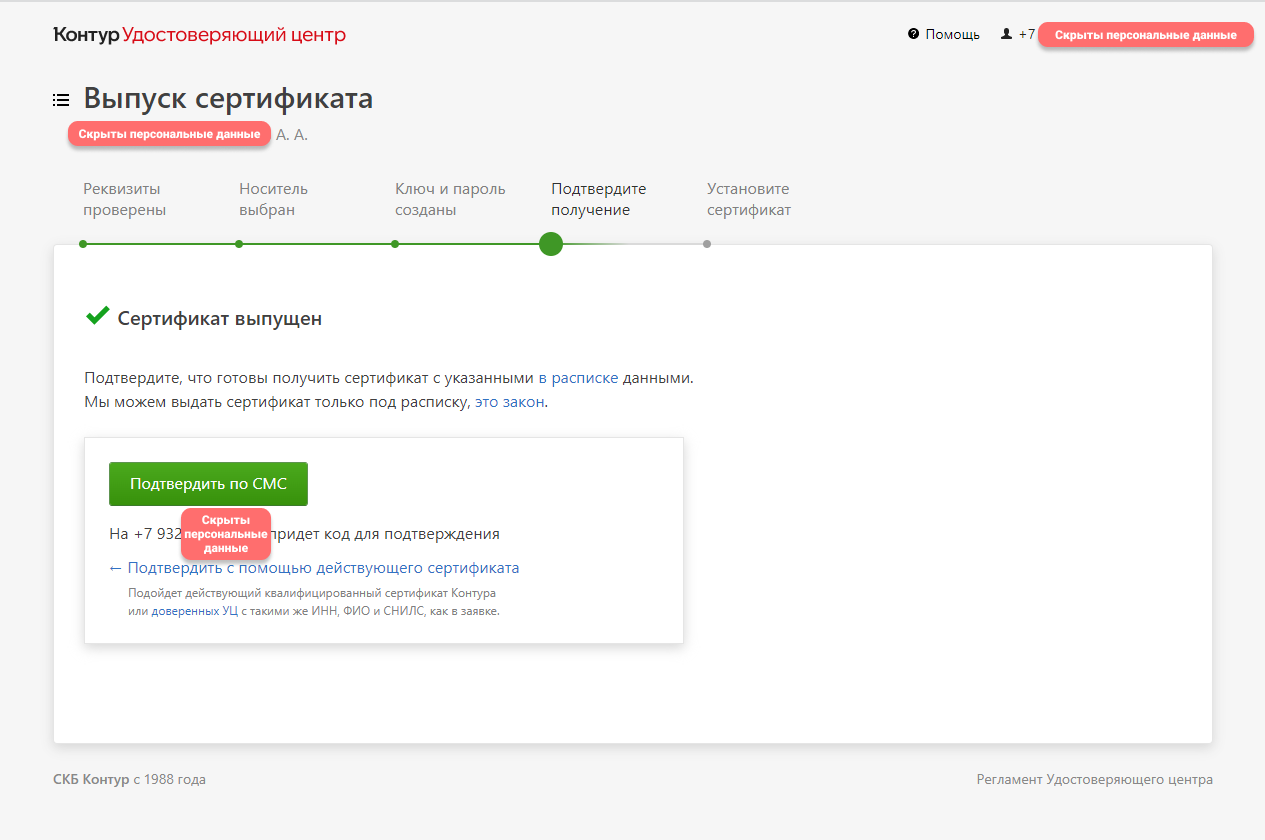 Контур Удостоверяющий центр
Помощь
+7 Скрыты персональные данные
Выпуск сертификата
Скрыты персональные данные А. А.
Реквизиты
проверены
Носитель
выбран
Ключ и пароль
созданы
Подтвердите
получение
Установите
сертификат
Сертификат выпущен
Подтвердите, что готовы получить сертификат с указанными в расписке данными.
Мы можем выдать сертификат только под расписку, это закон.
Подтвердить по СМС
Скрыты
персональные
данные
На +7 932 придет код для подтверждения
← Подтвердить с помощью действующего сертификата
Подойдет действующий квалифицированный сертификат Контура
или доверенных УЦ с такими же ИНН, ФИО и СНИЛС, как в заявке.
СКБ Контур с 1988 года
Регламент Удостоверяющего центра